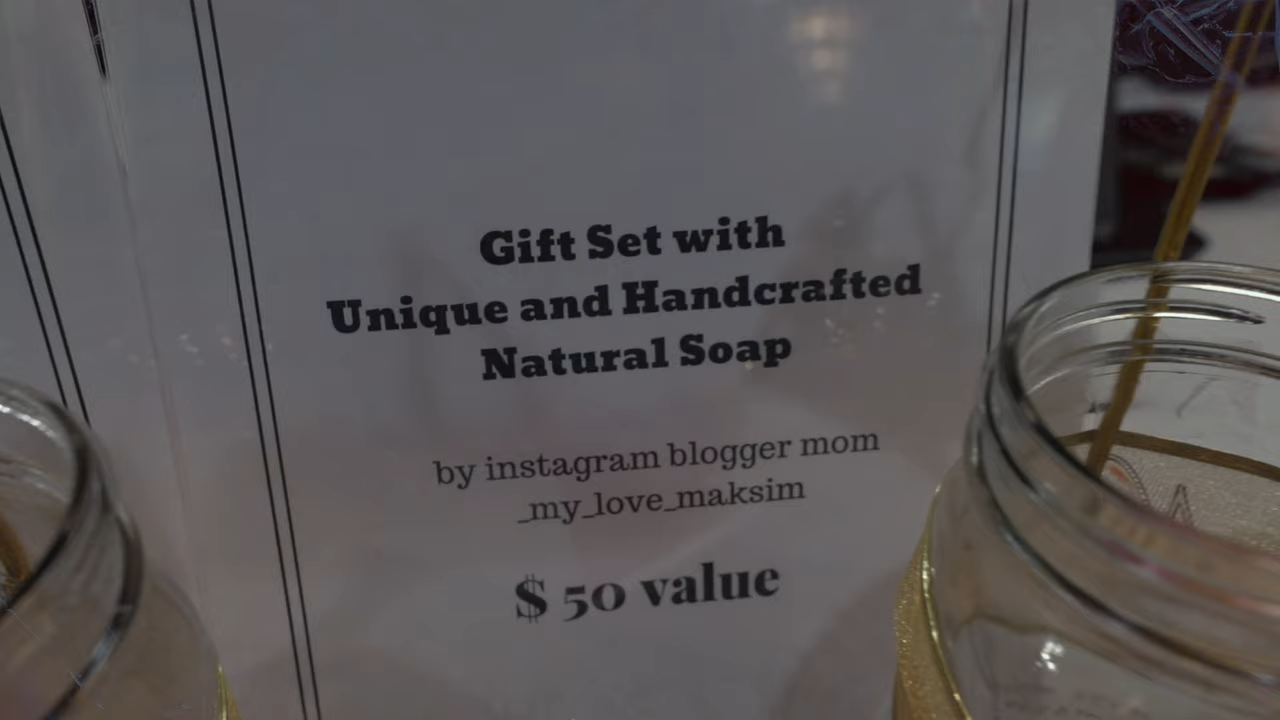 Gift Set with
Unique and Handcrafted
Natural Soap
by instagram blogger mom
_my_love_maksim
$ 50 value